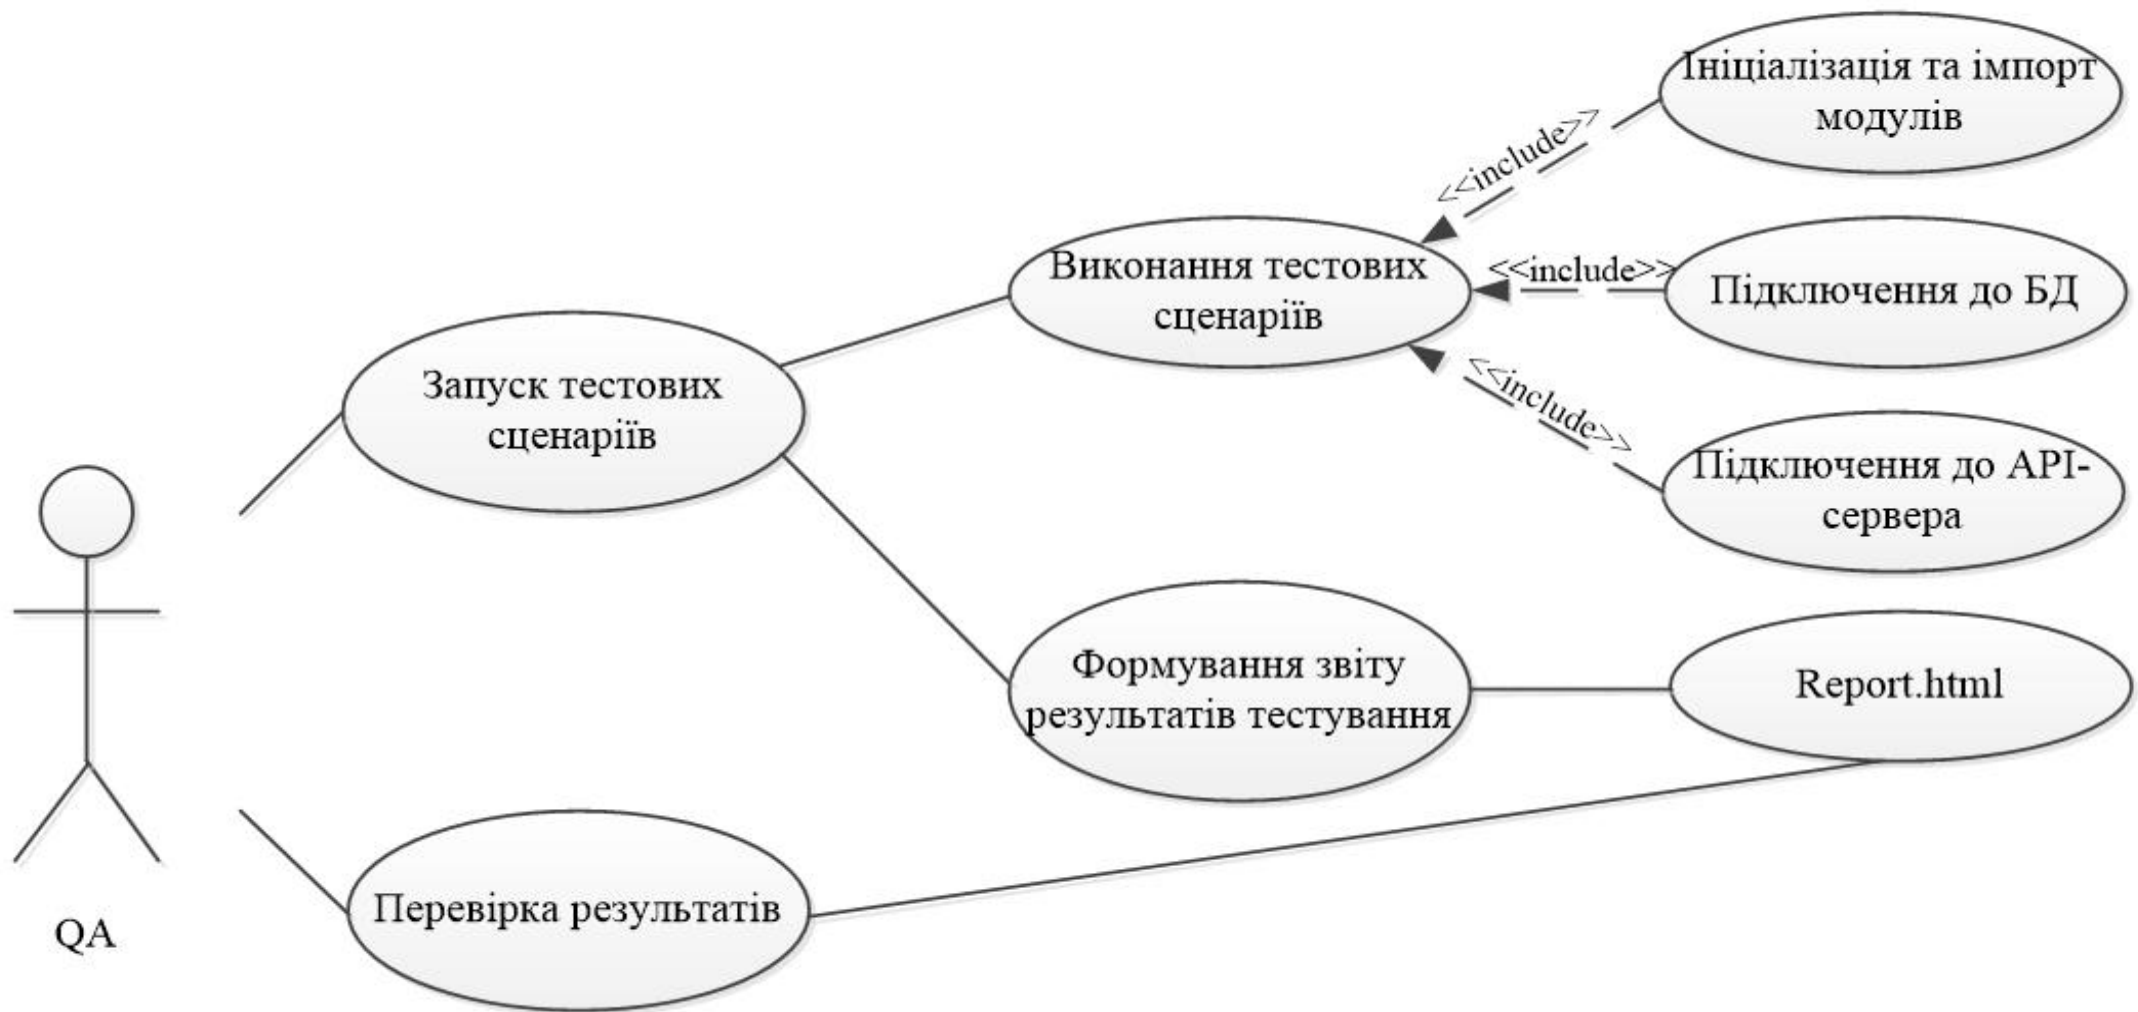 Ініціалізація та імпорт
модулів
<<include>>
Виконання тестових
сценаріїв
<<include>>
Підключення до БД
Запуск тестових
сценаріїв
<<include>>
Підключення до API-
сервера
Формування звіту
результатів тестування
Report.html
Перевірка результатів
QA